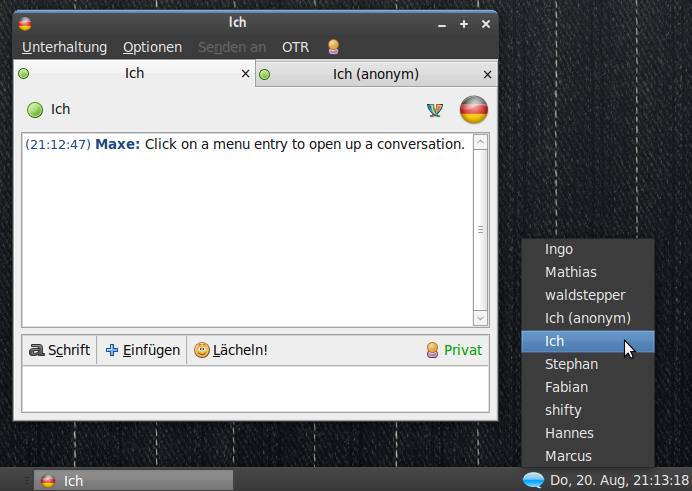 Ich
Unterhaltung Optionen Senden an OTR
Ich × Ich (anonym) ×
Ich
(21:12:47) Maxe: Click on a menu entry to open up a conversation.
Schrift Einfügen Lächeln! Privat
Ingo
Mathias
waldstepper
Ich (anonym)
Ich
Stephan
Fabian
shifty
Hannes
Marcus
Ich Do, 20. Aug, 21:13:18